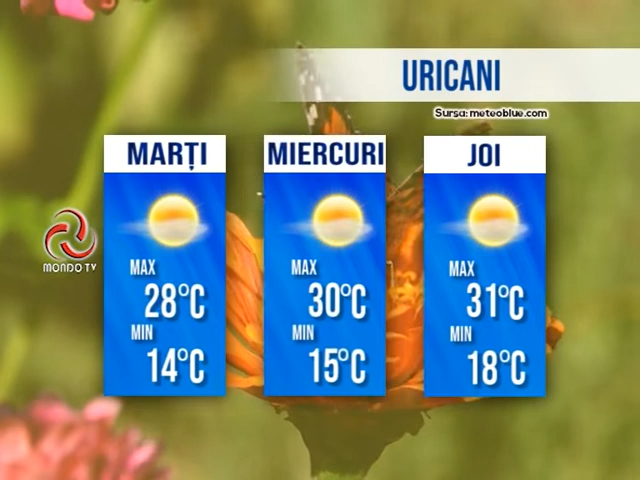 URICANI
Sursa: meteoblue.com
MARȚI
MIERCURI
JOI
MAX
28°C
MIN
14°C
MAX
30°C
MIN
15°C
MAX
31°C
MIN
18°C
MONDO TV